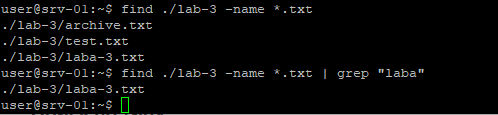 user@srv-01:~$ find ./lab-3 -name *.txt
./lab-3/archive.txt
./lab-3/test.txt
./lab-3/laba-3.txt
user@srv-01:~$ find ./lab-3 -name *.txt | grep "laba"
./lab-3/laba-3.txt
user@srv-01:~$